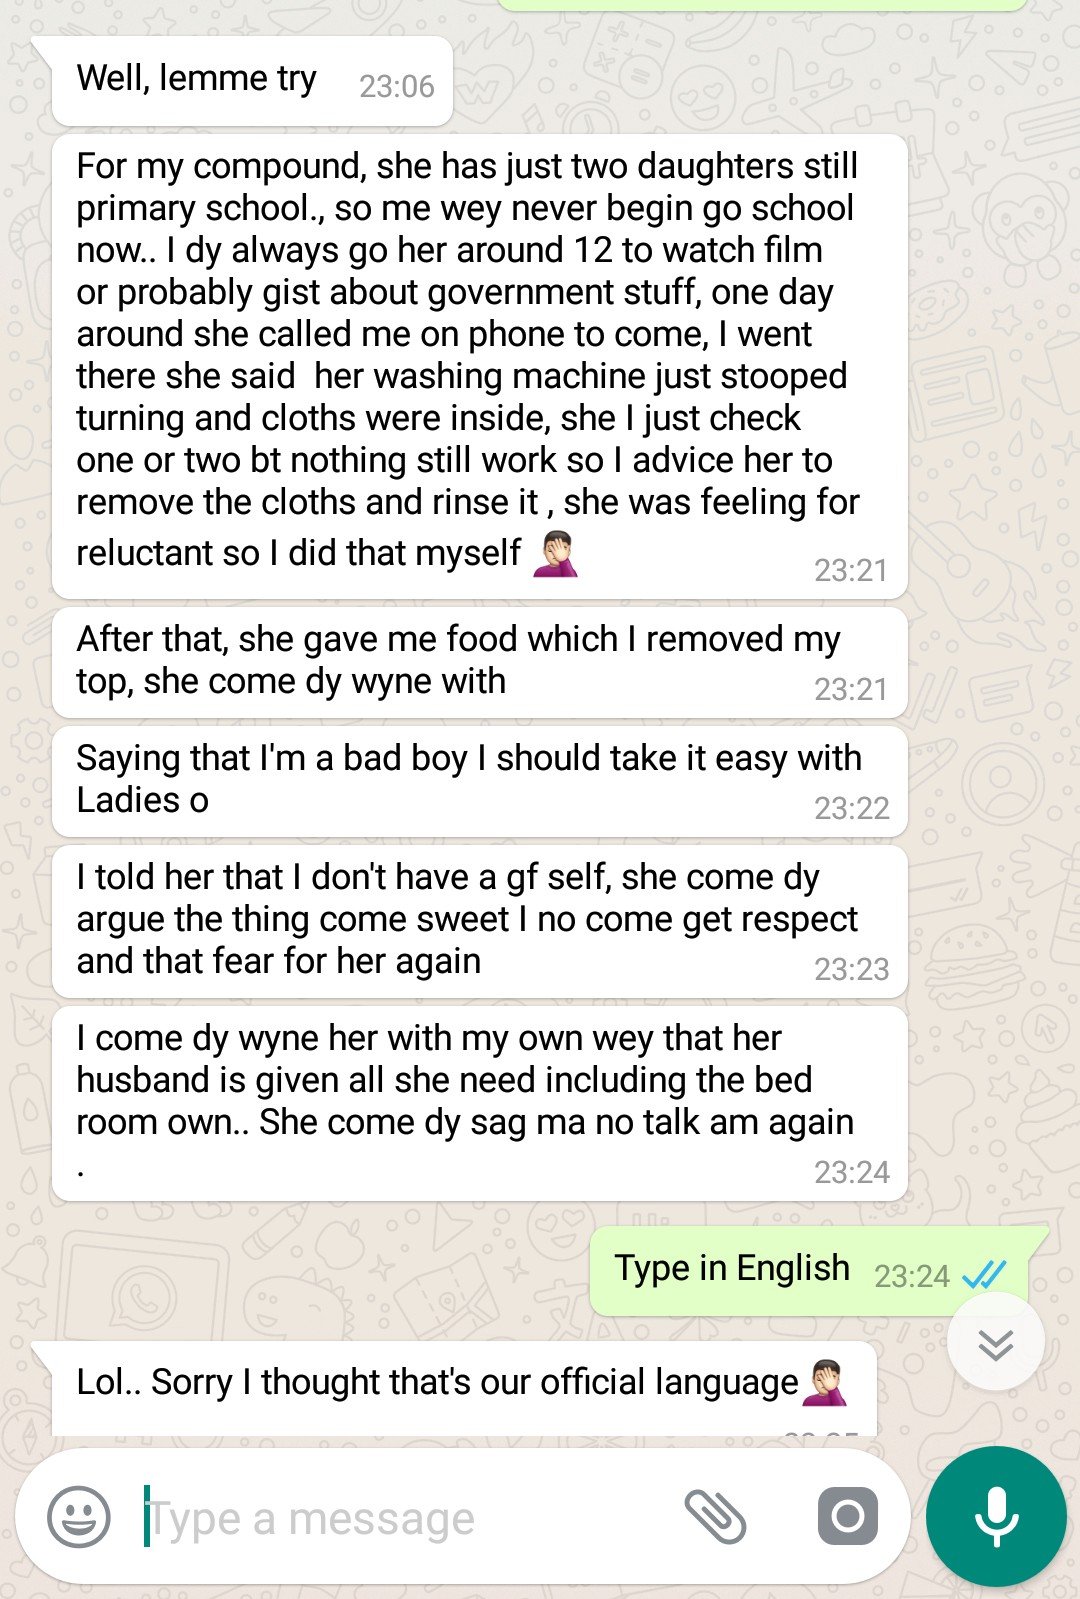 Well, lemme try 23:06
For my compound, she has just two daughters still
primary school., so me wey never begin go school
now.. I dy always go her around 12 to watch film
or probably gist about government stuff, one day
around she called me on phone to come, I went
there she said  her washing machine just stooped
turning and cloths were inside, she I just check
one or two bt nothing still work so I advice her to
remove the cloths and rinse it , she was feeling for
reluctant so I did that myself 🤦🏻‍♂️
23:21
After that, she gave me food which I removed my
top, she come dy wyne with 23:21
Saying that I'm a bad boy I should take it easy with
Ladies o 23:22
I told her that I don't have a gf self, she come dy
argue the thing come sweet I no come get respect
and that fear for her again 23:23
I come dy wyne her with my own wey that her
husband is given all she need including the bed
room own.. She come dy sag ma no talk am again
. 23:24
Type in English 23:24
Lol.. Sorry I thought that's our official language🤦🏻‍♂️
Type a message